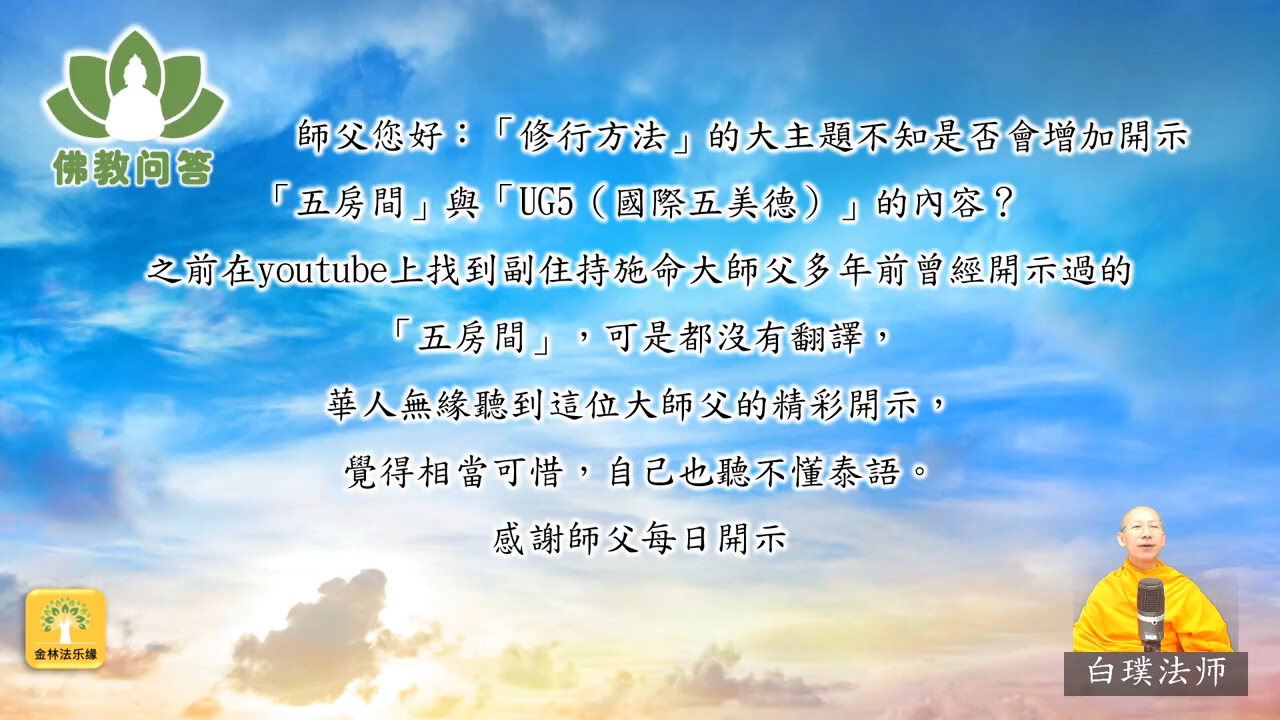 佛教问答
師父您好：「修行方法」的大主題不知是否會增加開示
「五房間」與「UG5（國際五美德）」的內容？
之前在youtube上找到副住持施命大師父多年前曾經開示過的
「五房間」，可是都沒有翻譯，
華人無緣聽到這位大師父的精彩開示，
覺得相當可惜，自己也聽不懂泰語。
感謝師父每日開示
金林法乐缘
白璞法师